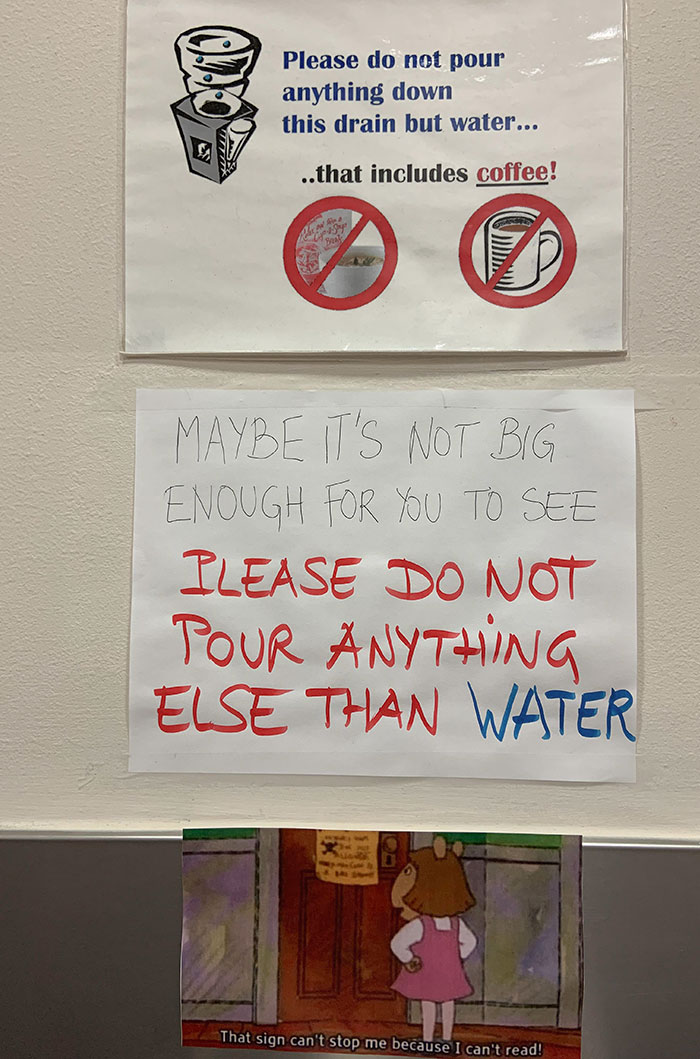 Please do not pour
anything down
this drain but water...
..that includes coffee!
MAYBE IT'S NOT BIG
ENOUGH FOR YOU TO SEE
PLEASE DO NOT
POUR ANYTHING
ELSE THAN WATER
That sign can't stop me because I can't read!